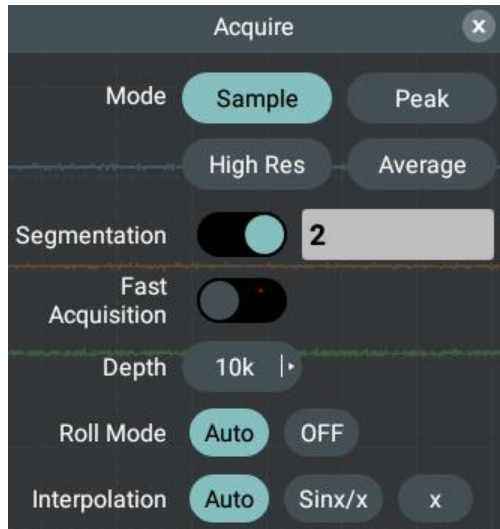 Acquire x
Mode Sample Peak
High Res Average
Segmentation 2
Fast
Acquisition
Depth 10k
Roll Mode Auto OFF
Interpolation Auto Sinx/x x